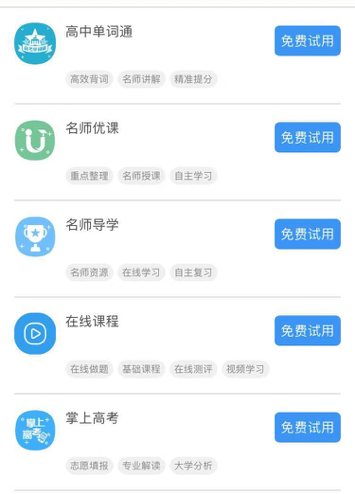 高中单词通
免费试用
高效背词 名师讲解 精准提分
名师优课
免费试用
重点整理 名师授课 自主学习
名师导学
免费试用
名师资源 在线学习 自主复习
在线课程
免费试用
在线做题 基础课程 在线测评 视频学习
掌上
高考
掌上高考
免费试用
志愿填报 专业解读 大学分析